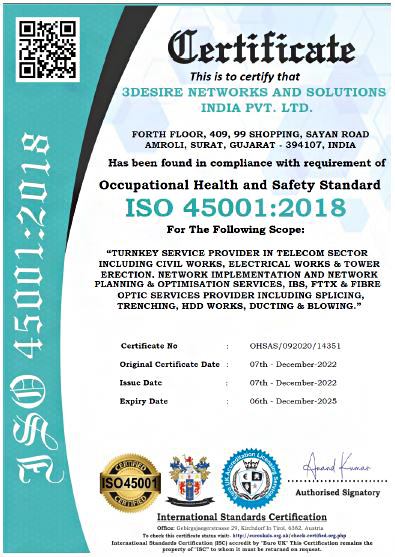 Certificate
This is to certify that
3DESIRE NETWORKS AND SOLUTIONS
INDIA PVT. LTD.
FORTH FLOOR, 409, 99 SHOPPING, SAYAN ROAD
AMROLI, SURAT, GUJARAT - 394107, INDIA
Has been found in compliance with requirement of
Occupational Health and Safety Standard
ISO 45001:2018
For The Following Scope:
“TURNKEY SERVICE PROVIDER IN TELECOM SECTOR
INCLUDING CIVIL WORKS, ELECTRICAL WORKS & TOWER
ERECTION. NETWORK IMPLEMENTATION AND NETWORK
PLANNING & OPTIMISATION SERVICES, IBS, FTTX & FIBRE
OPTIC SERVICES PROVIDER INCLUDING SPLICING,
TRENCHING, HDD WORKS, DUCTING & BLOWING.”
Certificate No : OHSAS/092020/14351
Original Certificate Date : 07th - December-2022
Issue Date : 07th - December-2022
Expiry Date : 06th - December-2025
ISO 45001:2018
CERTIFIED
ISO45001
CERTIFIED
Anand Kumar
Authorised Signatory
International Standards Certification
Office: Gebirgsjaegerstrasse 29, Kirchdorf In Tirol, 6382, Austria
To check this certificate status visit- http://eurouksio.org.uk/check-certified.org.php
International Standards Certification (ISC) accredit by "Euro UK" This Certification remains the
property of "ISC" to whom it must be returned on request.